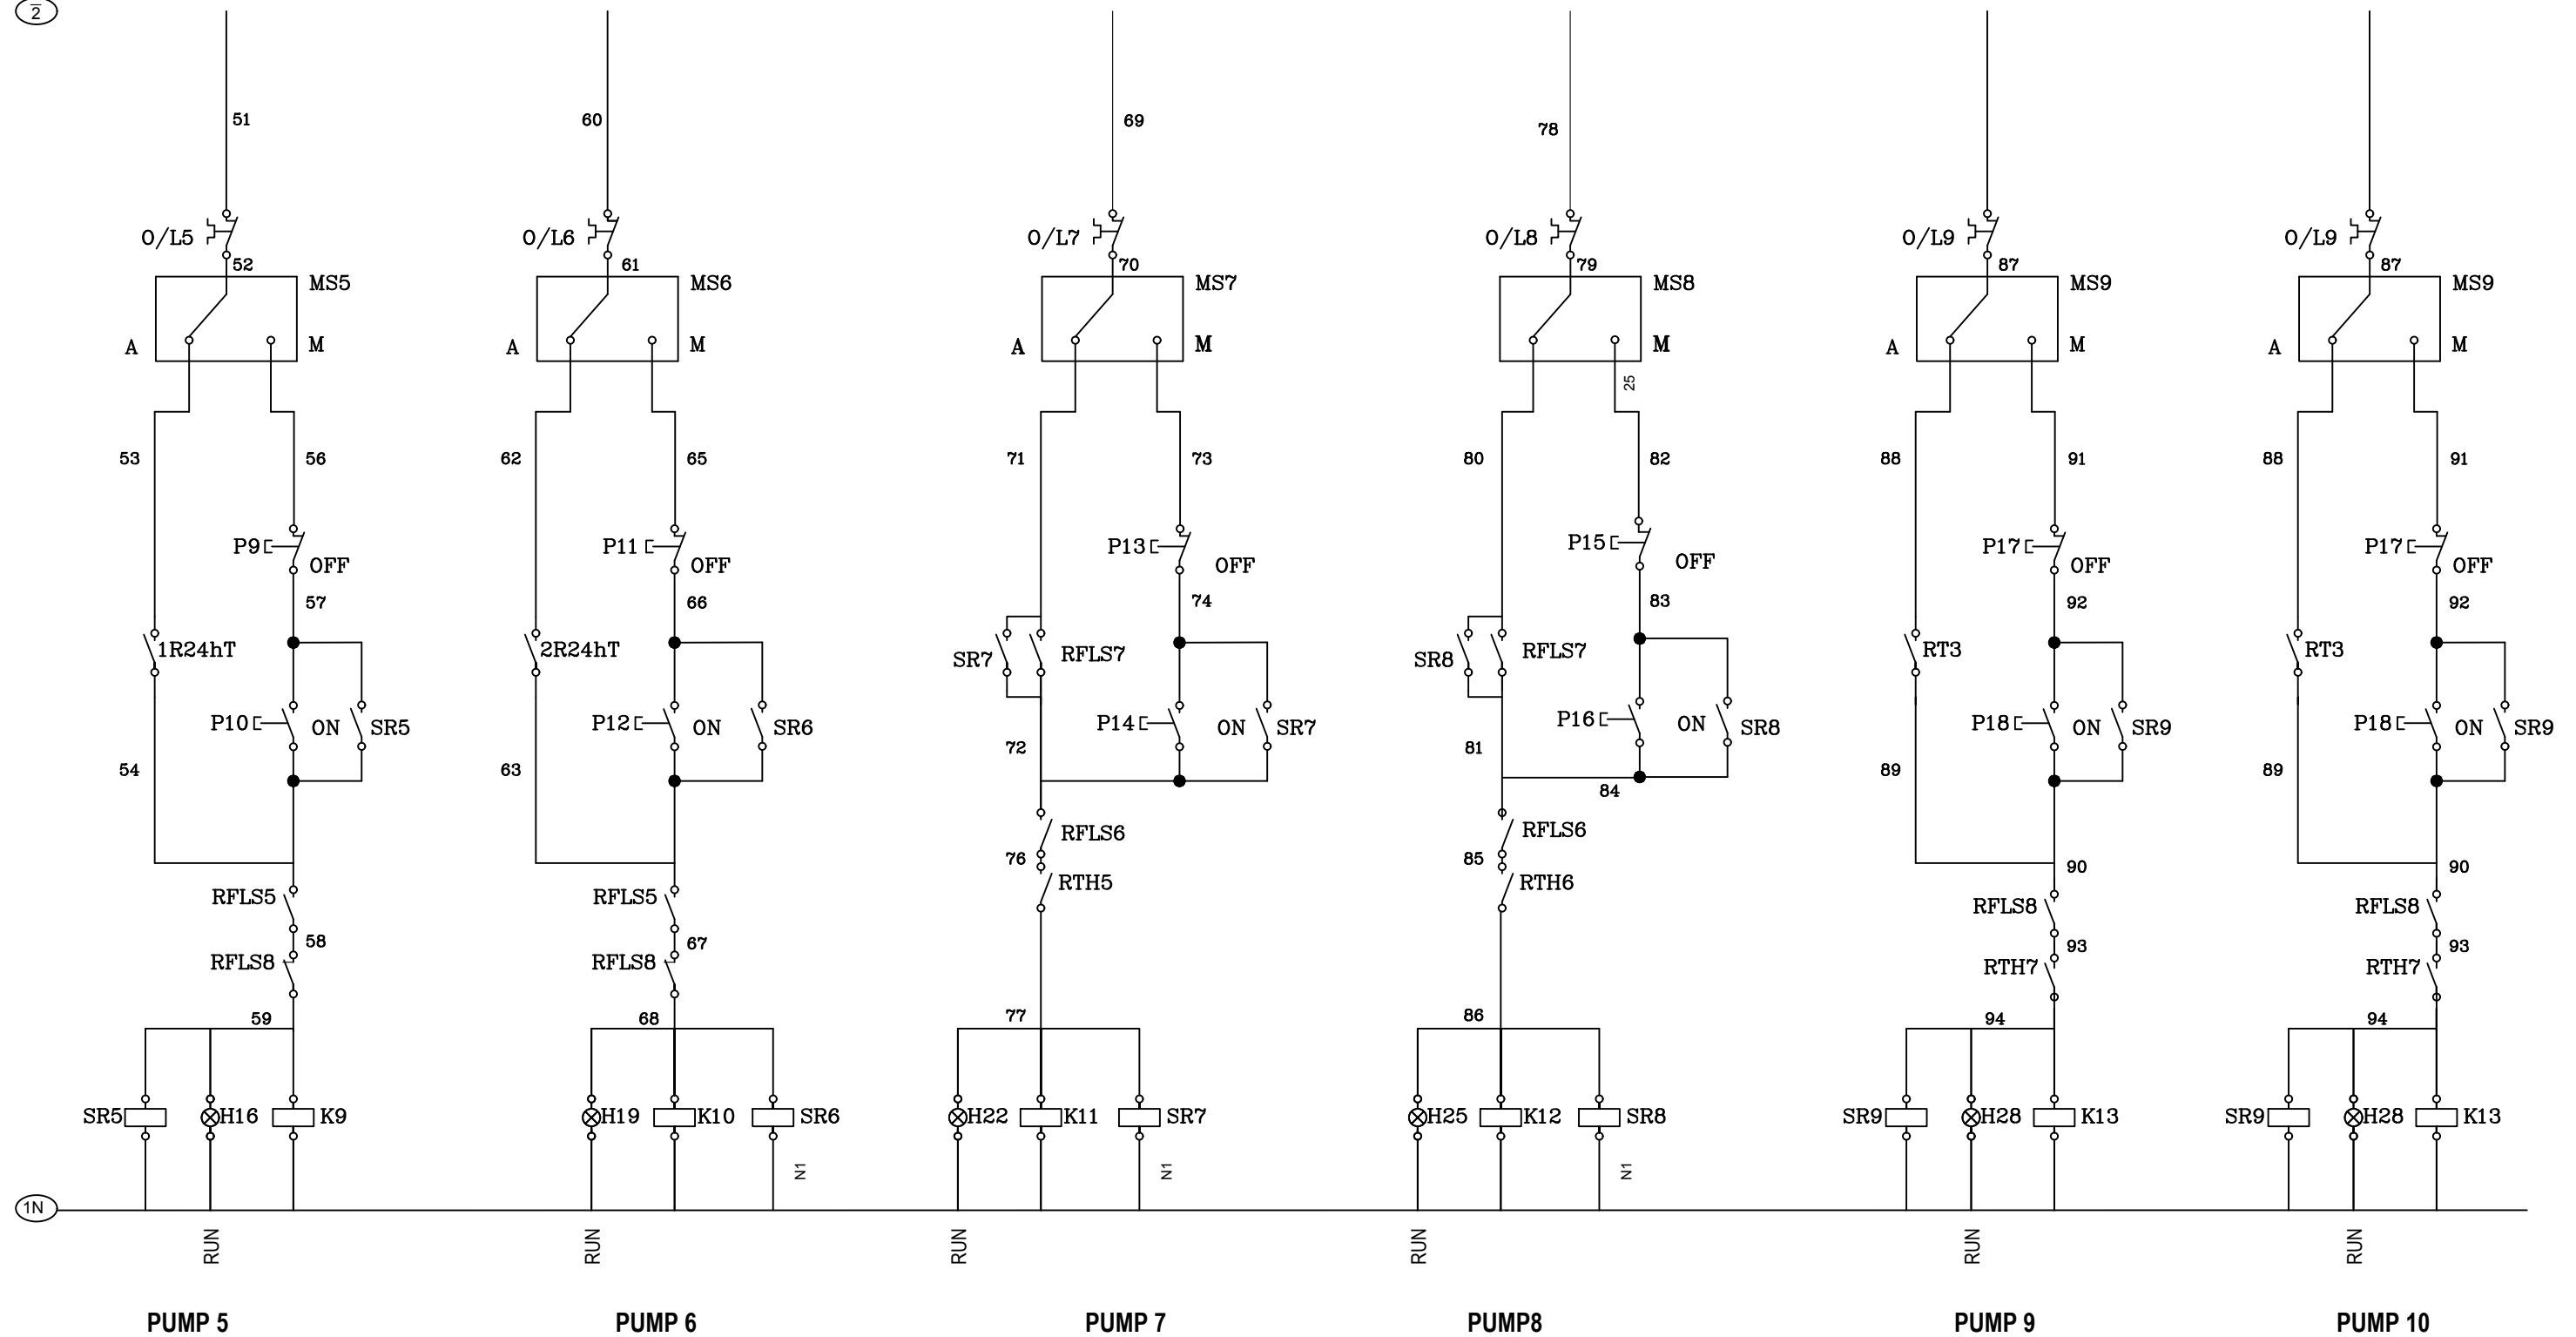 2
51
60
69
78
O/L5
O/L6
O/L7
O/L8
O/L9
O/L9
52
61
70
79
87
87
MS5
MS6
MS7
MS8
MS9
MS9
A M
A M
A M
A M
A M
A M
25
53 56
62 65
71 73
80 82
88 91
88 91
P9 OFF
P11 OFF
P13 OFF
P15 OFF
P17 OFF
P17 OFF
57
66
74
83
92
92
1R24hT
2R24hT
SR7 RFLS7
SR8 RFLS7
RT3
RT3
P10 ON SR5
P12 ON SR6
P14 ON SR7
P16 ON SR8
P18 ON SR9
P18 ON SR9
54
63
72
81
84
89
89
RFLS6
RFLS6
76
85
90
90
RTH5
RTH6
RFLS5
RFLS5
RFLS8
RFLS8
58
67
93
93
RFLS8
RFLS8
RTH7
RTH7
59
68
77
86
94
94
SR5 H16 K9
H19 K10 SR6
H22 K11 SR7
H25 K12 SR8
SR9 H28 K13
SR9 H28 K13
N1
N1
N1
1N
RUN
RUN
RUN
RUN
RUN
RUN
PUMP 5
PUMP 6
PUMP 7
PUMP8
PUMP 9
PUMP 10